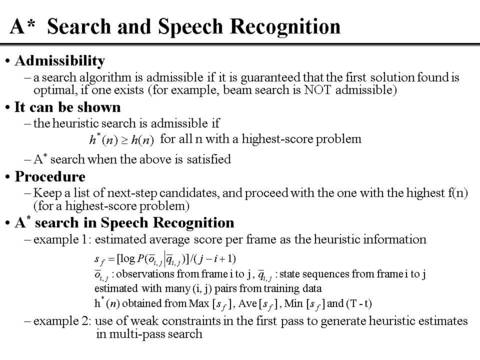 A* Search and Speech Recognition
• Admissibility
– a search algorithm is admissible if it is guaranteed that the first solution found is
optimal, if one exists (for example, beam search is NOT admissible)
• It can be shown
– the heuristic search is admissible if
h*(n) ≥ h(n) for all n with a highest-score problem
– A* search when the above is satisfied
• Procedure
– Keep a list of next-step candidates, and proceed with the one with the highest f(n)
(for a highest-score problem)
• A* search in Speech Recognition
– example 1: estimated average score per frame as the heuristic information
s_f = [log P(o̅_i,j | q̅_i,j)]/(j − i + 1)
o̅_i,j : observations from frame i to j , q̅_i,j : state sequences from frame i to j
estimated with many (i, j) pairs from training data
h*(n) obtained from Max [s_f], Ave [s_f], Min [s_f] and (T - t)
– example 2: use of weak constraints in the first pass to generate heuristic estimates
in multi-pass search